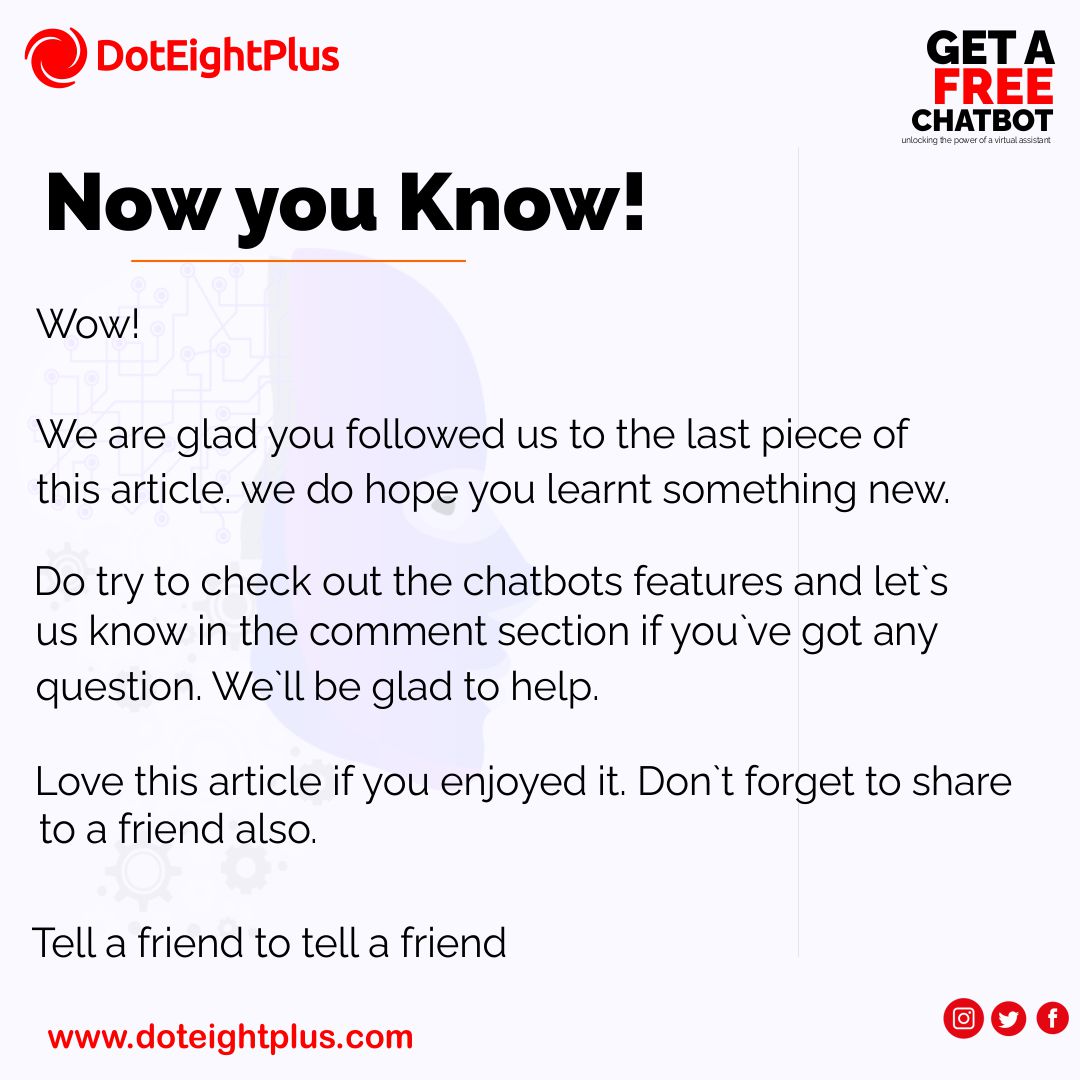 DotEightPlus
GET A
FREE
CHATBOT
unlocking the power of a virtual assistant
Now you Know!
Wow!
We are glad you followed us to the last piece of
this article. we do hope you learnt something new.
Do try to check out the chatbots features and let`s
us know in the comment section if you`ve got any
question. We`ll be glad to help.
Love this article if you enjoyed it. Don`t forget to share
to a friend also.
Tell a friend to tell a friend
www.doteightplus.com